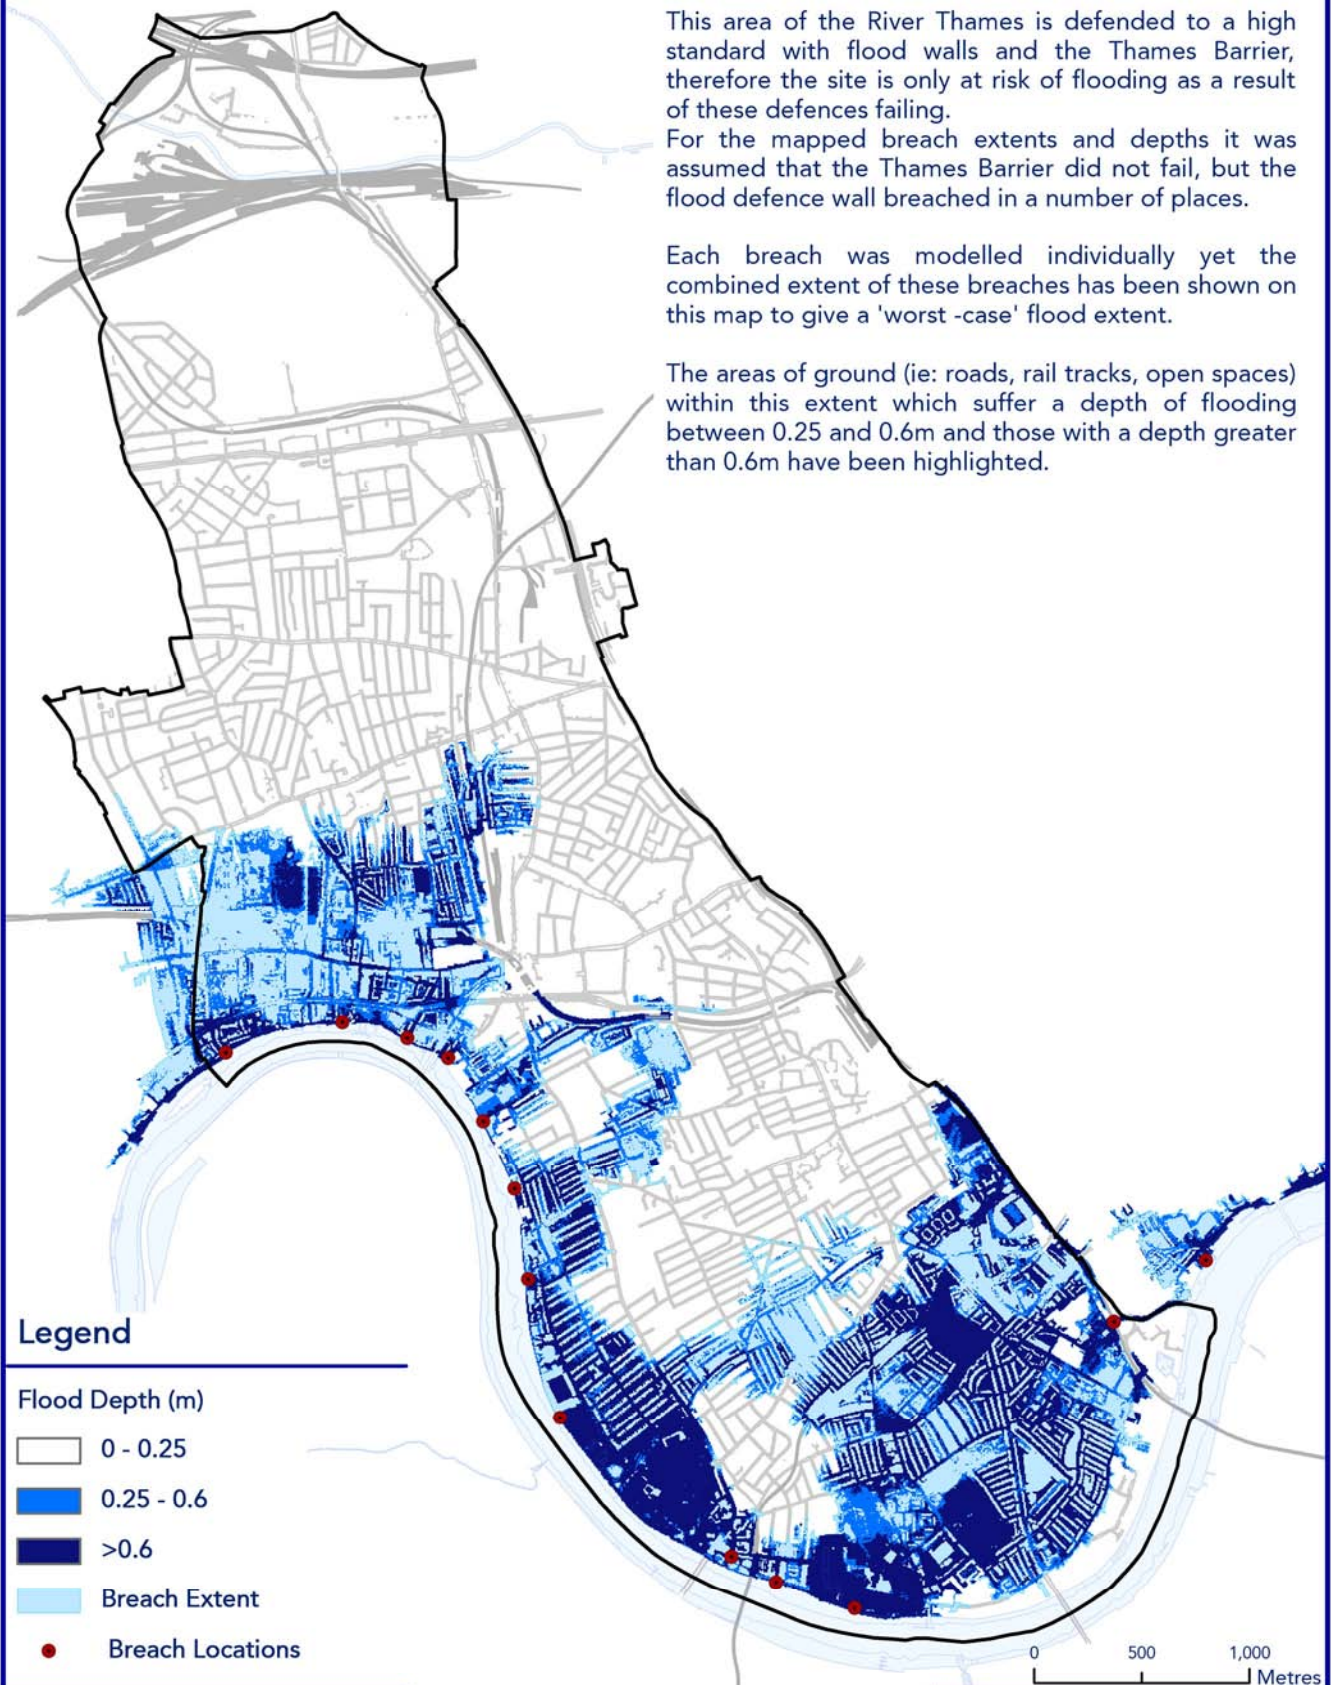 This area of the River Thames is defended to a high
standard with flood walls and the Thames Barrier,
therefore the site is only at risk of flooding as a result
of these defences failing.
For the mapped breach extents and depths it was
assumed that the Thames Barrier did not fail, but the
flood defence wall breached in a number of places.
Each breach was modelled individually yet the
combined extent of these breaches has been shown on
this map to give a 'worst -case' flood extent.
The areas of ground (ie: roads, rail tracks, open spaces)
within this extent which suffer a depth of flooding
between 0.25 and 0.6m and those with a depth greater
than 0.6m have been highlighted.
Legend
Flood Depth (m)
0 - 0.25
0.25 - 0.6
>0.6
Breach Extent
Breach Locations
0 500 1,000
Metres